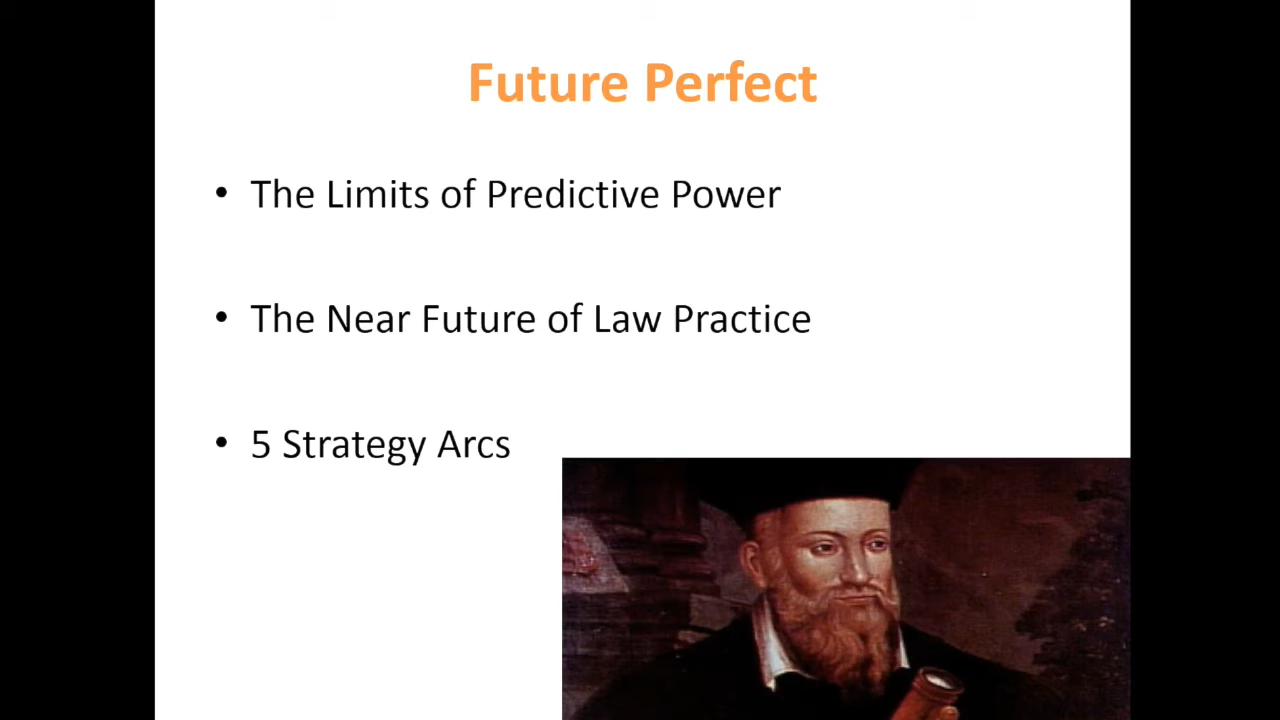 Future Perfect
• The Limits of Predictive Power
• The Near Future of Law Practice
• 5 Strategy Arcs